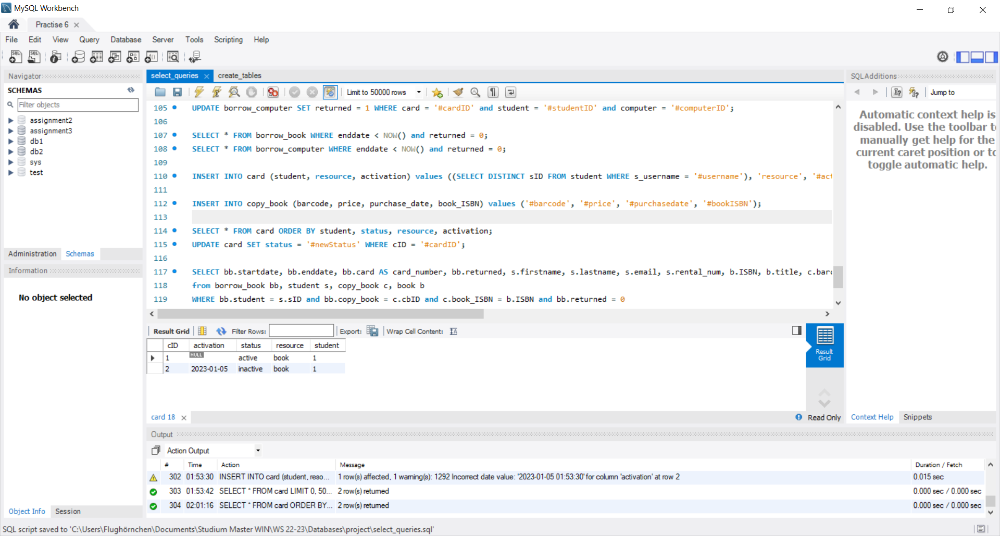 MySQL Workbench
Practise 6
File Edit View Query Database Server Tools Scripting Help
Navigator
SCHEMAS
Filter objects
assignment2
assignment3
db1
db2
sys
test
Administration Schemas
Information
No object selected
Object Info Session
select_queries create_tables
Limit to 50000 rows
105 UPDATE borrow_computer SET returned = 1 WHERE card = '#cardID' and student = '#studentID' and computer = '#computerID';
106
107 SELECT * FROM borrow_book WHERE enddate < NOW() and returned = 0;
108 SELECT * FROM borrow_computer WHERE enddate < NOW() and returned = 0;
109
110 INSERT INTO card (student, resource, activation) values ((SELECT DISTINCT sID FROM student WHERE s_username = '#username'), 'resource', '#act
111
112 INSERT INTO copy_book (barcode, price, purchase_date, book_ISBN) values ('#barcode', '#price', '#purchasedate', '#bookISBN');
113
114 SELECT * FROM card ORDER BY student, status, resource, activation;
115 UPDATE card SET status = '#newStatus' WHERE cID = '#cardID';
116
117 SELECT bb.startdate, bb.enddate, bb.card AS card_number, bb.returned, s.firstname, s.lastname, s.email, s.rental_num, b.ISBN, b.title, c.bar
118 from borrow_book bb, student s, copy_book c, book b
119 WHERE bb.student = s.sID and bb.copy_book = c.cbID and c.book_ISBN = b.ISBN and bb.returned = 0
Result Grid Filter Rows: Export: Wrap Cell Content:
cID activation status resource student
1 NULL active book 1
2 2023-01-05 inactive book 1
Result
Grid
card 18
Read Only
SQLAdditions
Jump to
Automatic context help is
disabled. Use the toolbar to
manually get help for the
current caret position or to
toggle automatic help.
Context Help Snippets
Output
Action Output
# Time Action Message Duration / Fetch
302 01:53:30 INSERT INTO card (student, reso... 1 row(s) affected, 1 warning(s): 1292 Incorrect date value: '2023-01-05 01:53:30' for column 'activation' at row 2 0.015 sec
303 01:53:42 SELECT * FROM card LIMIT 0, 50... 2 row(s) returned 0.000 sec / 0.000 sec
304 02:01:16 SELECT * FROM card ORDER BY... 2 row(s) returned 0.000 sec / 0.000 sec
SQL script saved to 'C:\Users\Flughörnchen\Documents\Studium Master WIN\WS 22-23\Databases\project\select_queries.sql'